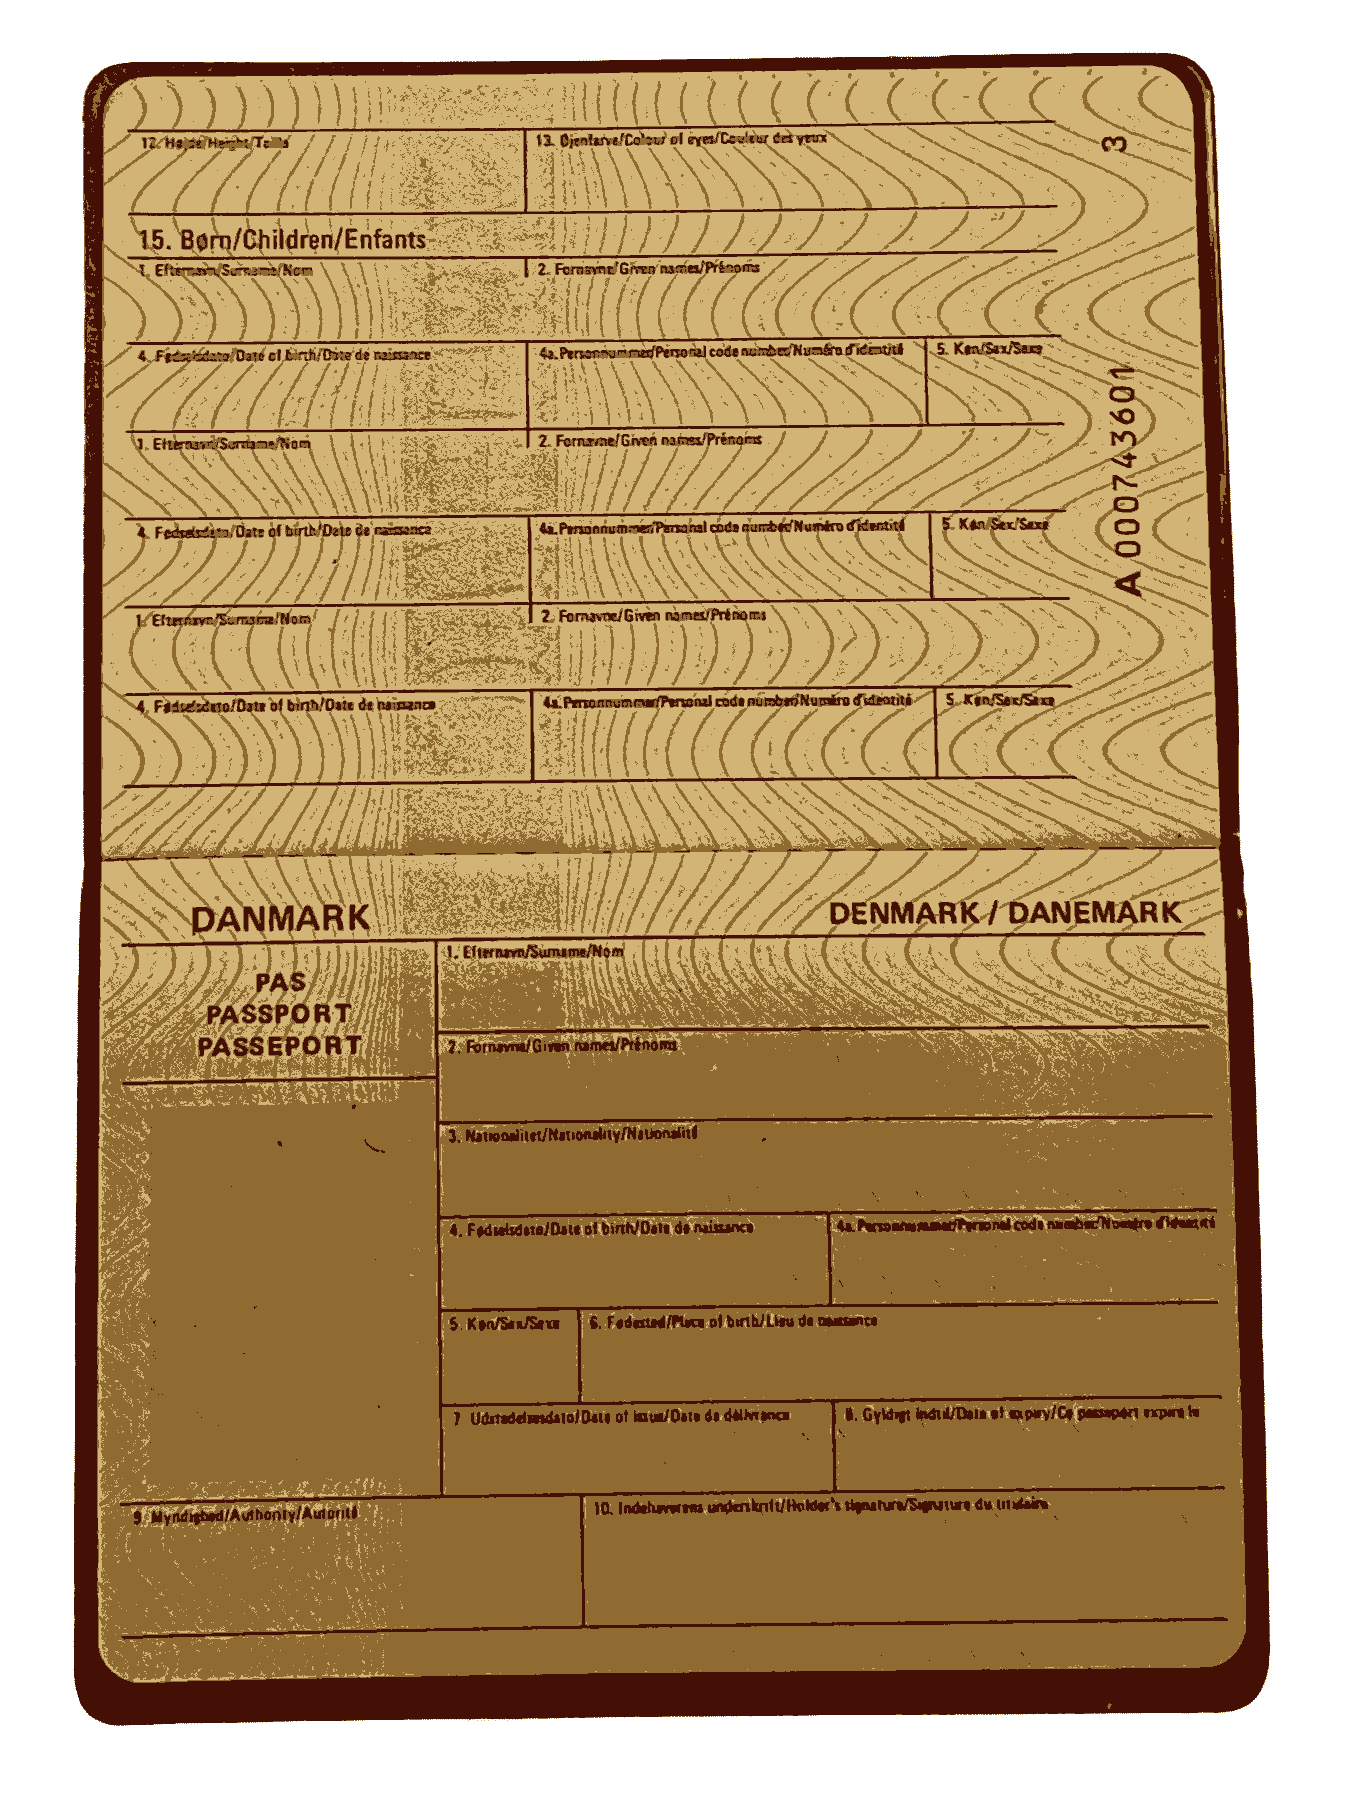 12. Højde/Height/Taille
13. Øjenfarve/Colour of eyes/Couleur des yeux
3
15. Børn/Children/Enfants
1. Efternavn/Surname/Nom
2. Fornavne/Given names/Prénoms
4. Fødselsdato/Date of birth/Date de naissance
4a. Personnummer/Personal code number/Numéro d'identité
5. Køn/Sex/Sexe
A 000743601
1. Efternavn/Surname/Nom
2. Fornavne/Given names/Prénoms
4. Fødselsdato/Date of birth/Date de naissance
4a. Personnummer/Personal code number/Numéro d'identité
5. Køn/Sex/Sexe
1. Efternavn/Surname/Nom
2. Fornavne/Given names/Prénoms
4. Fødselsdato/Date of birth/Date de naissance
4a. Personnummer/Personal code number/Numéro d'identité
5. Køn/Sex/Sexe
DANMARK
DENMARK / DANEMARK
PAS
PASSPORT
PASSEPORT
1. Efternavn/Surname/Nom
2. Fornavne/Given names/Prénoms
3. Nationalitet/Nationality/Nationalité
4. Fødselsdato/Date of birth/Date de naissance
4a. Personnummer/Personal code number/Numéro d'identité
5. Køn/Sex/Sexe
6. Fødested/Place of birth/Lieu de naissance
7 Udstedelsesdato/Date of issue/Date de délivrance
8. Gyldigt indtil/Date of expiry/Ce passeport expire le
9. Myndighed/Authority/Autorité
10. Indehaverens underskrift/Holder's signature/Signature du titulaire